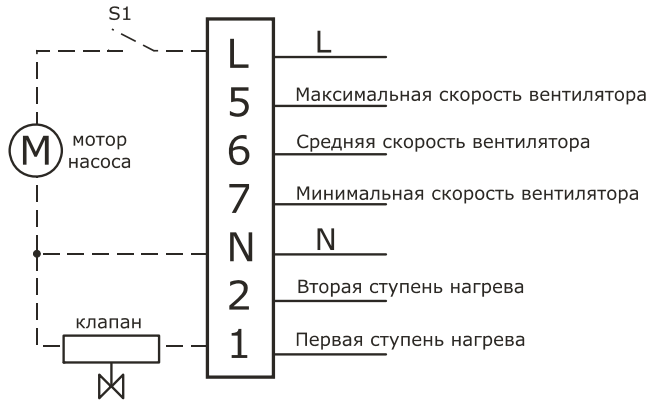 S1
L
L
5
Максимальная скорость вентилятора
6
Средняя скорость вентилятора
М
мотор
насоса
7
Минимальная скорость вентилятора
N
N
2
Вторая ступень нагрева
клапан
1
Первая ступень нагрева